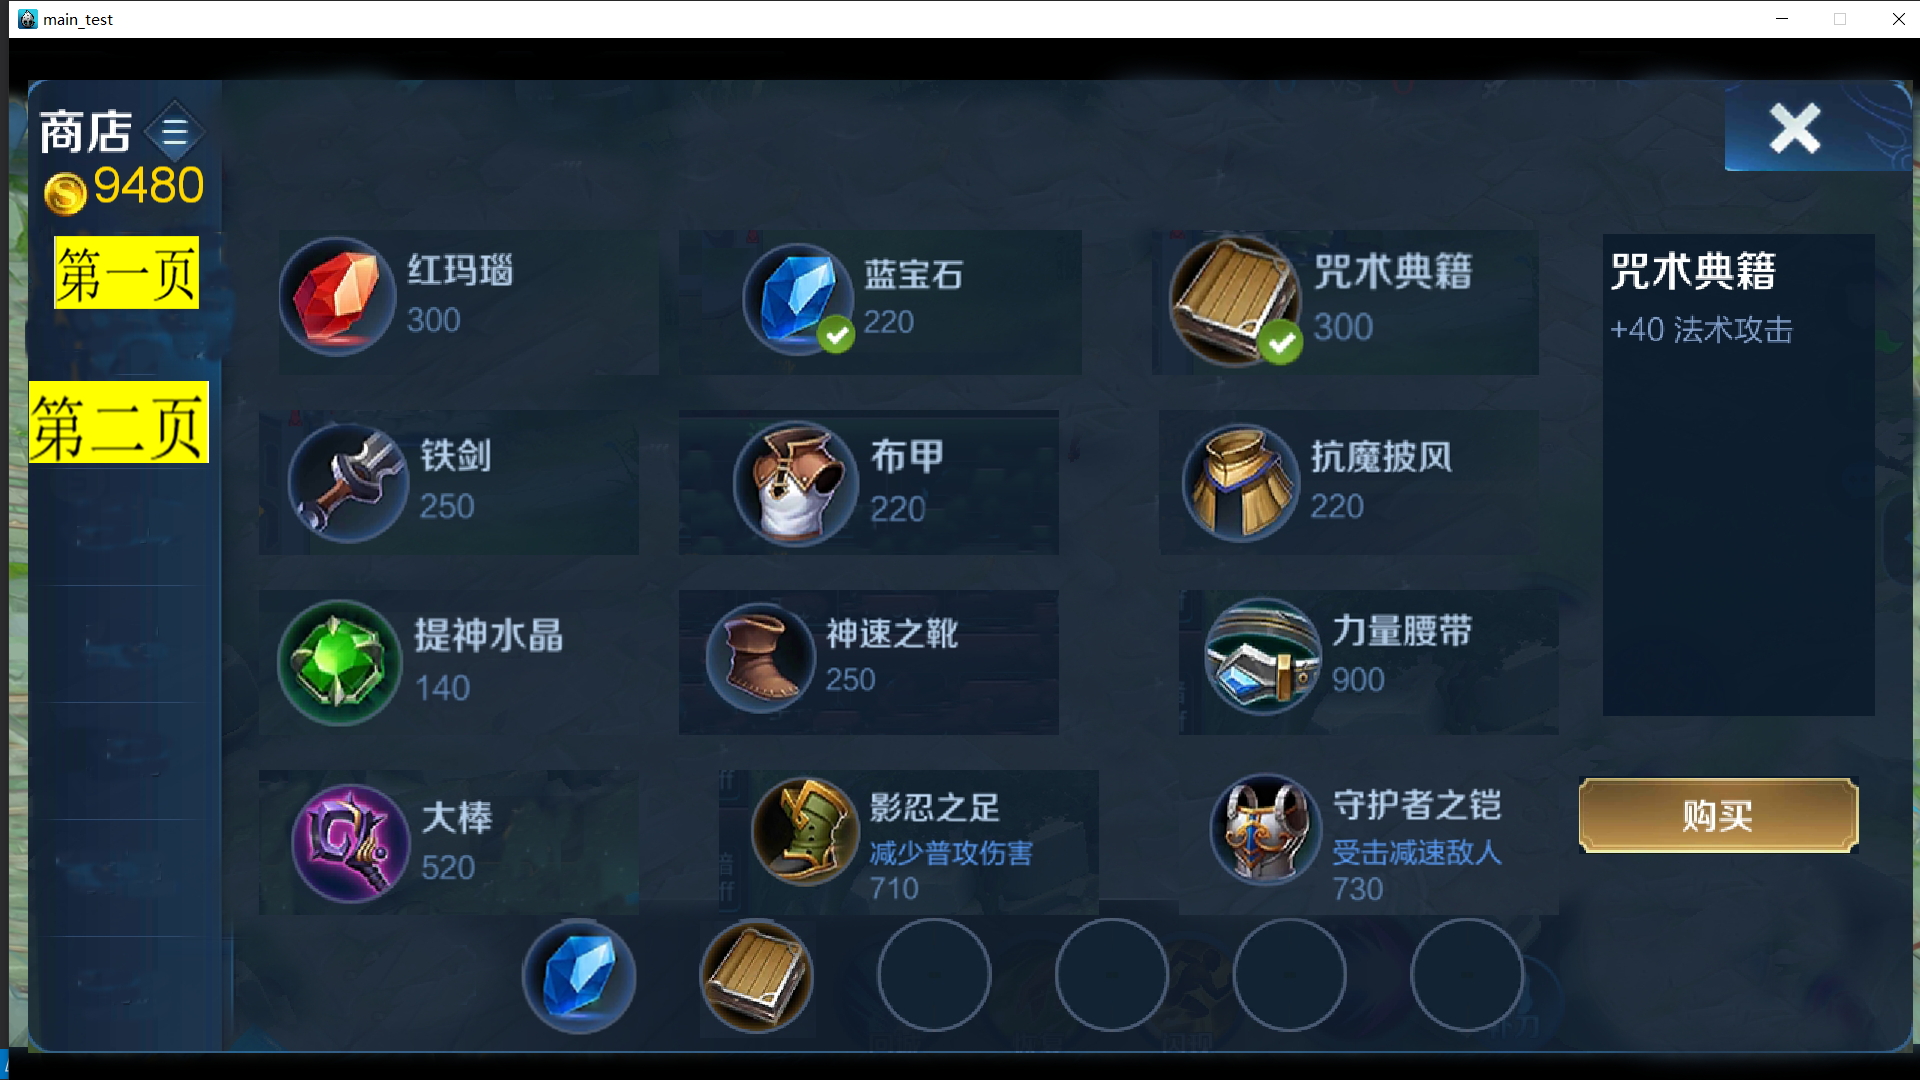 main_test
商店
9480
第一页
第二页
红玛瑙
300
蓝宝石
220
咒术典籍
300
铁剑
250
布甲
220
抗魔披风
220
提神水晶
140
神速之靴
250
力量腰带
900
大棒
520
影忍之足
减少普攻伤害
710
守护者之铠
受击减速敌人
730
咒术典籍
+40 法术攻击
购买